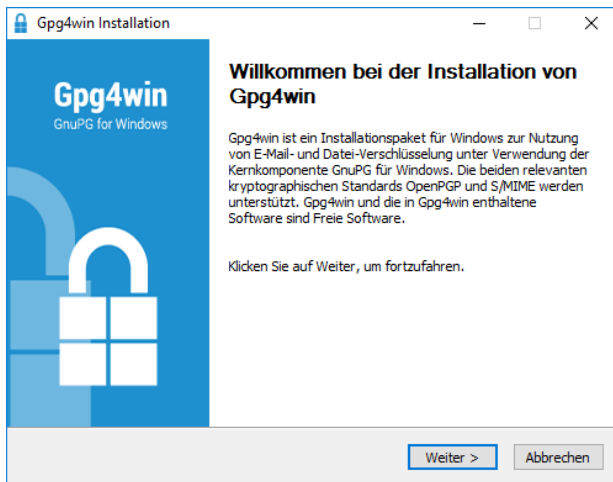 Gpg4win Installation
Gpg4win
GnuPG for Windows
Willkommen bei der Installation von
Gpg4win
Gpg4win ist ein Installationspaket für Windows zur Nutzung
von E-Mail- und Datei-Verschlüsselung unter Verwendung der
Kernkomponente GnuPG für Windows. Die beiden relevanten
kryptographischen Standards OpenPGP und S/MIME werden
unterstützt. Gpg4win und die in Gpg4win enthaltene
Software sind Freie Software.
Klicken Sie auf Weiter, um fortzufahren.
Weiter >
Abbrechen